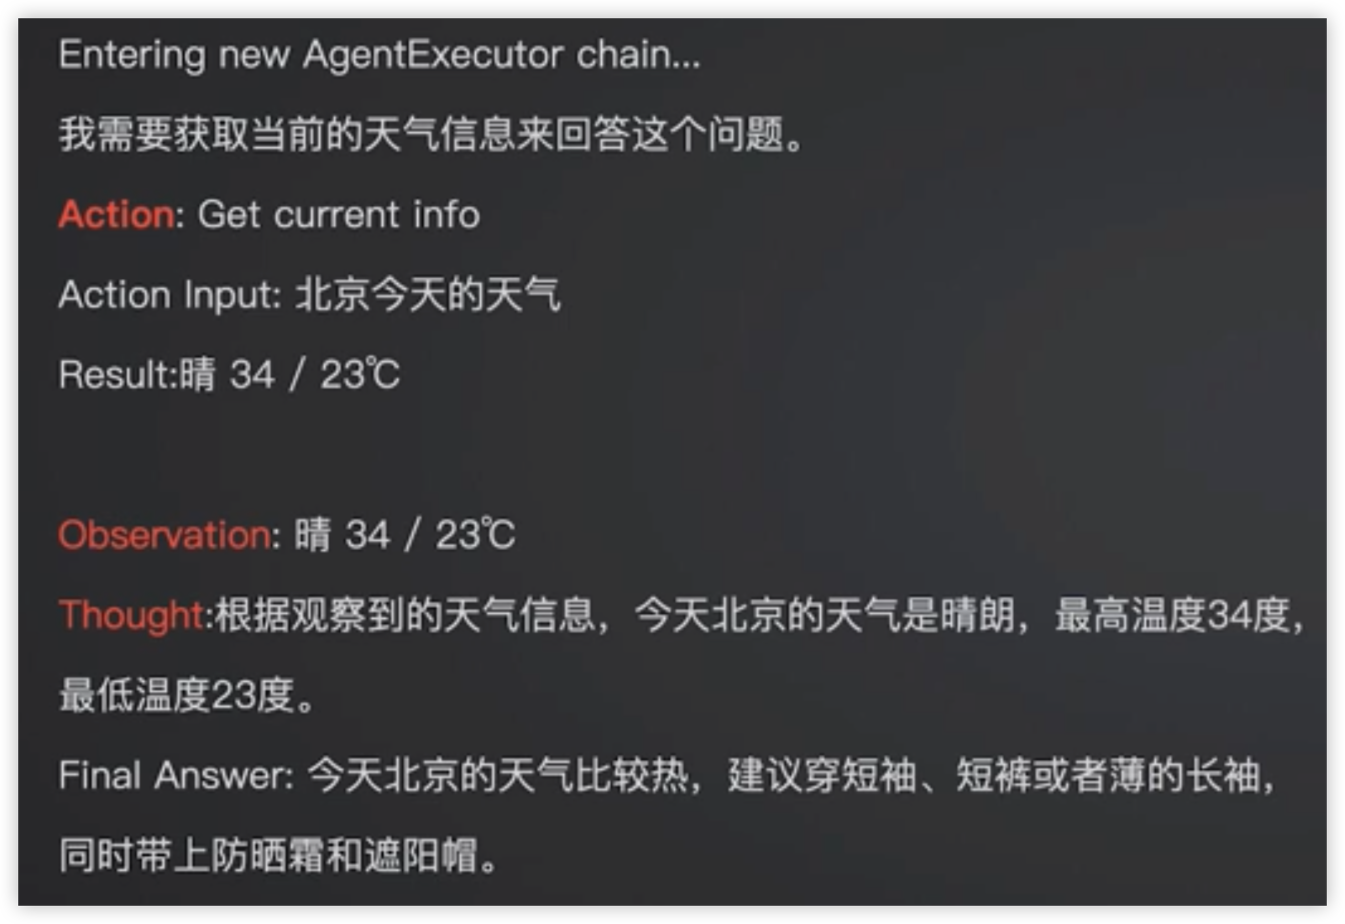 Entering new AgentExecutor chain...
我需要获取当前的天气信息来回答这个问题。
Action: Get current info
Action Input: 北京今天的天气
Result:晴 34 / 23℃
Observation: 晴 34 / 23℃
Thought:根据观察到的天气信息，今天北京的天气是晴朗，最高温度34度，
最低温度23度。
Final Answer: 今天北京的天气比较热，建议穿短袖、短裤或者薄的长袖，
同时带上防晒霜和遮阳帽。